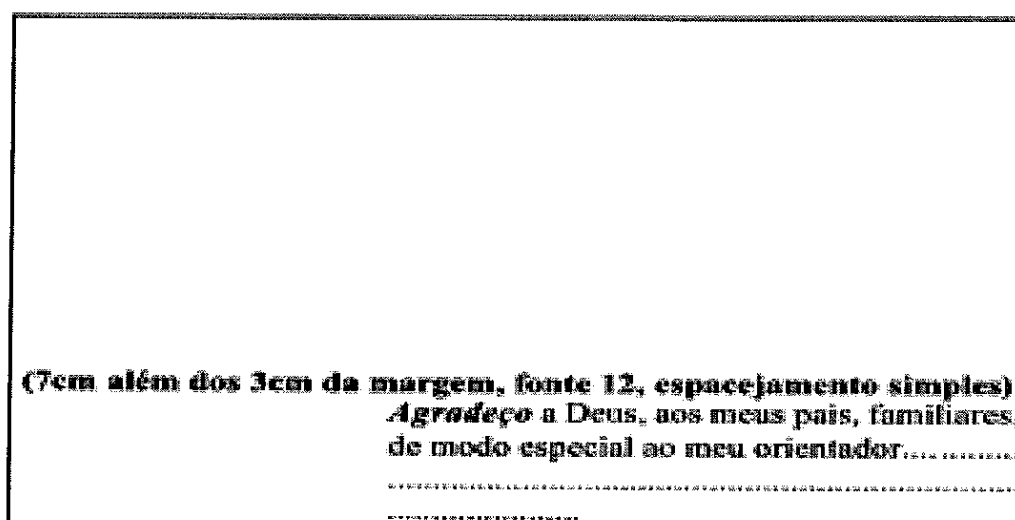 (7cm além dos 3cm da margem, fonte 12, espacejamento simples)
Agradeço a Deus, aos meus pais, familiares,
de modo especial ao meu orientador.................
................................................................................
........................